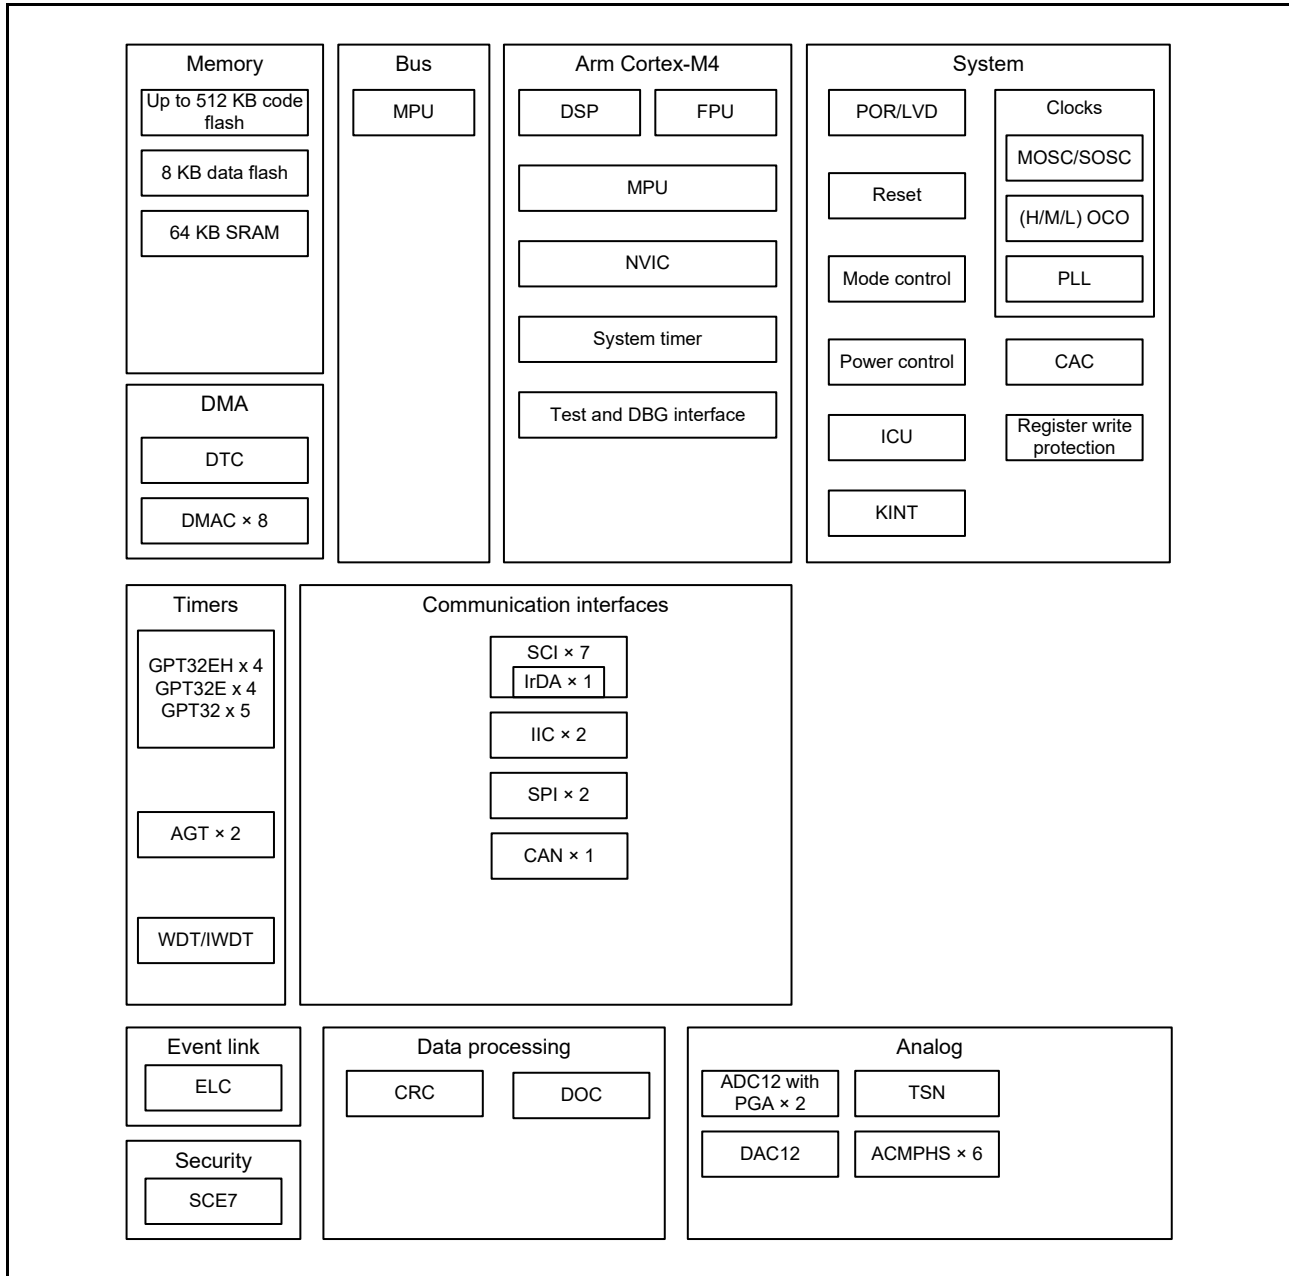 Memory
Up to 512 KB code
flash
8 KB data flash
64 KB SRAM
DMA
DTC
DMAC × 8
Bus
MPU
Arm Cortex-M4
DSP
FPU
MPU
NVIC
System timer
Test and DBG interface
System
POR/LVD
Reset
Mode control
Power control
ICU
KINT
Clocks
MOSC/SOSC
(H/M/L) OCO
PLL
CAC
Register write
protection
Timers
GPT32EH x 4
GPT32E x 4
GPT32 x 5
AGT × 2
WDT/IWDT
Communication interfaces
SCI × 7
IrDA × 1
IIC × 2
SPI × 2
CAN × 1
Event link
ELC
Security
SCE7
Data processing
CRC
DOC
Analog
ADC12 with
PGA × 2
TSN
DAC12
ACMPHS × 6